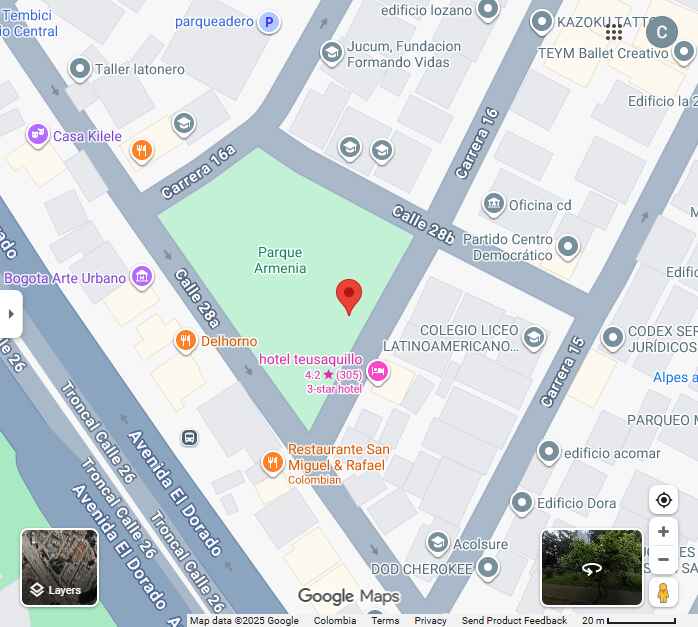 Tembici
io Central
parqueadero
P
edificio lozano
KAZOKU TATTO
C
TEYM Ballet Creativo
Jucum, Fundacion
Formando Vidas
Taller latonero
Edificio la 2
Casa Kilele
Carrera 16a
Carrera 16
Calle 28b
Oficina cd
Partido Centro
Democrático
Parque
Armenia
Edifici
Bogota Arte Urbano
Calle 28a
Delhorno
COLEGIO LICEO
LATINOAMERICANO...
CODEX SER
JURÍDICOS
hotel teusaquillo
4.2 ★ (305)
3-star hotel
Carrera 15
Alpes a
lle 26
Troncal Calle 26
Avenida El Dorado
PARQUEO M
Restaurante San
Miguel & Rafael
Colombian
edificio acomar
Troncal Calle 26
Avenida El Dorado
Troncal Calle 26
Edificio Dora
Acolsure
DOD CHEROKEE
Layers
Google Maps
Map data ©2025 Google
Colombia
Terms
Privacy
Send Product Feedback
20 m